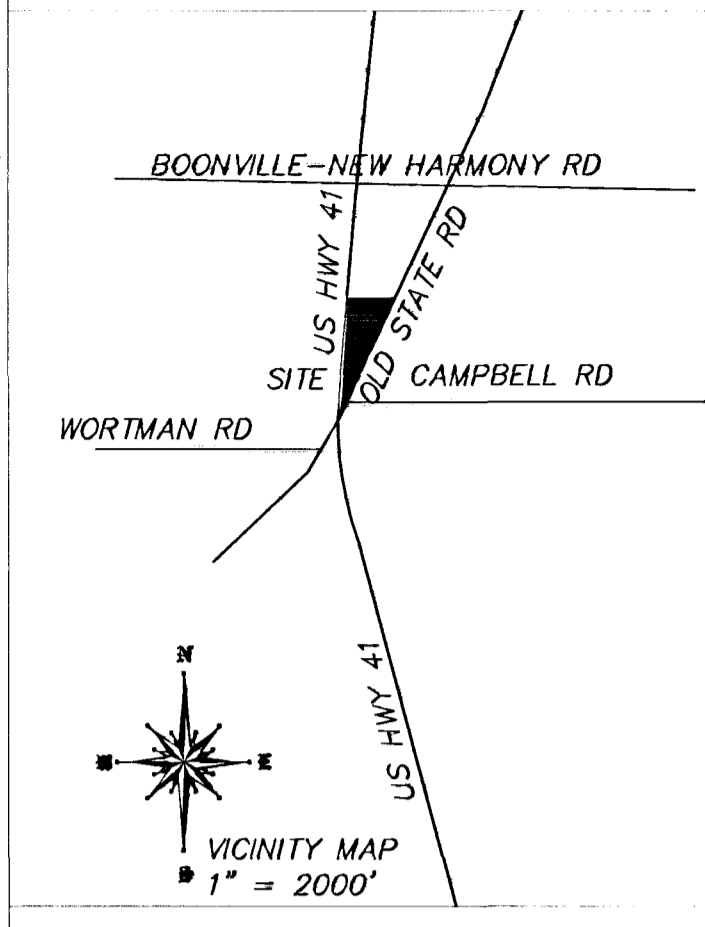 BOONVILLE-NEW HARMONY RD
US HWY 41
OLD STATE RD
SITE
CAMPBELL RD
WORTMAN RD
US HWY 41
N
E
S
VICINITY MAP
1" = 2000'